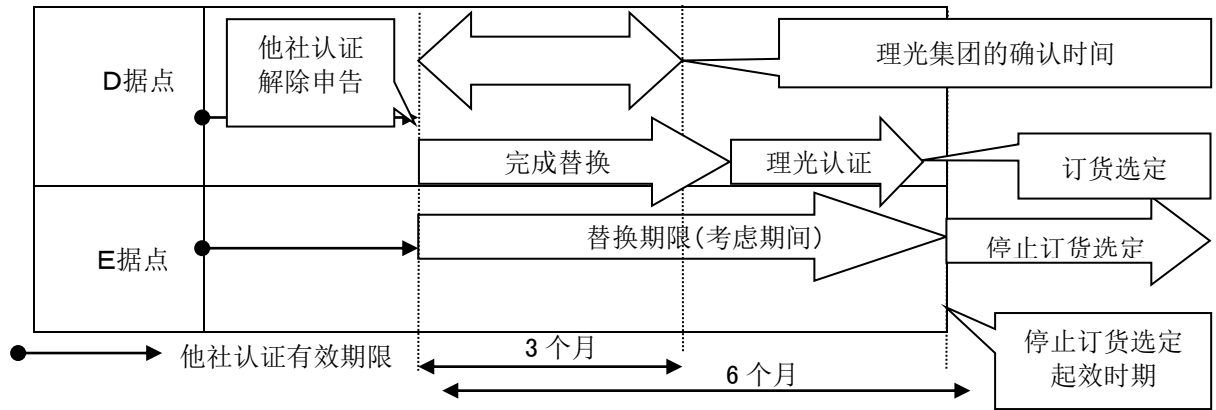 他社认证
解除申告
理光集团的确认时间
D据点
完成替换
理光认证
订货选定
替换期限(考虑期间)
E据点
停止订货选定
他社认证有效期限
3个月
6个月
停止订货选定
起效时期